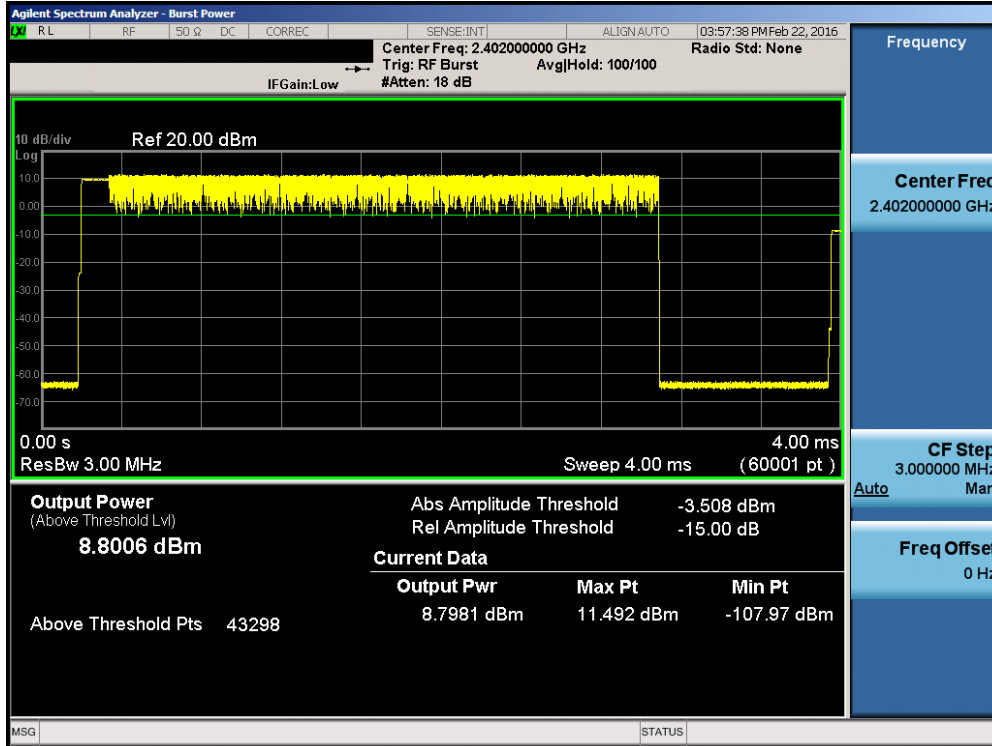 Agilent Spectrum Analyzer - Burst Power
LXI RL RF 50 Ω DC CORREC SENSE:INT ALIGN AUTO 03:57:38 PM Feb 22, 2016
Center Freq: 2.402000000 GHz Radio Std: None
Trig: RF Burst Avg|Hold: 100/100
IFGain:Low #Atten: 18 dB
10 dB/div Ref 20.00 dBm
Log
10.0
0.00
-10.0
-20.0
-30.0
-40.0
-50.0
-60.0
-70.0
0.00 s 4.00 ms
ResBw 3.00 MHz Sweep 4.00 ms (60001 pt)
Output Power
(Above Threshold Lvl)
8.8006 dBm
Above Threshold Pts 43298
Abs Amplitude Threshold -3.508 dBm
Rel Amplitude Threshold -15.00 dB
Current Data
Output Pwr Max Pt Min Pt
8.7981 dBm 11.492 dBm -107.97 dBm
MSG STATUS
Frequency
Center Freq
2.402000000 GHz
CF Step
3.000000 MHz
Auto Man
Freq Offset
0 Hz